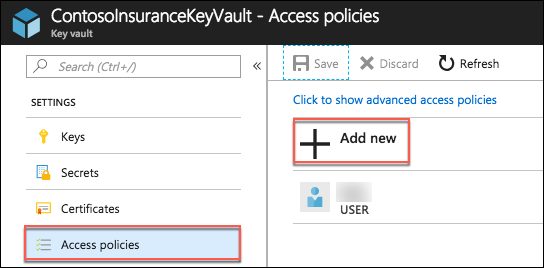 ContosoInsuranceKeyVault - Access policies
Key vault
Search (Ctrl+/)
«
Save
Discard
Refresh
SETTINGS
Keys
Secrets
Certificates
Access policies
Click to show advanced access policies
Add new
USER